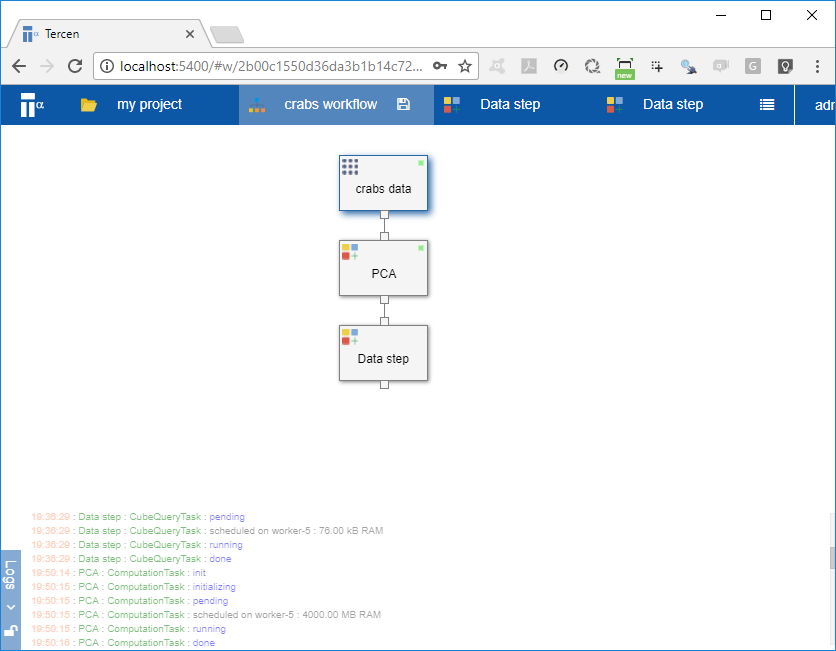 Tercen
localhost:5400/#w/2b00c1550d36da3b1b14c72...
new
G
my project
crabs workflow
Data step
Data step
adr
crabs data
PCA
Data step
19:36:29 : Data step : CubeQueryTask : pending
19:36:29 : Data step : CubeQueryTask : scheduled on worker-5 : 76.00 kB RAM
19:36:29 : Data step : CubeQueryTask : running
19:36:29 : Data step : CubeQueryTask : done
19:50:14 : PCA : ComputationTask : init
19:50:15 : PCA : ComputationTask : initializing
19:50:15 : PCA : ComputationTask : pending
19:50:15 : PCA : ComputationTask : scheduled on worker-5 : 4000.00 MB RAM
19:50:15 : PCA : ComputationTask : running
19:50:16 : PCA : ComputationTask : done
Logs